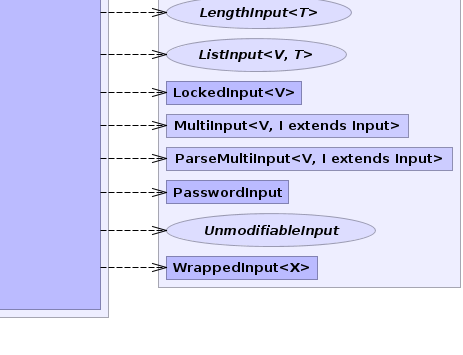 LengthInput<T>
ListInput<V, T>
LockedInput<V>
MultiInput<V, I extends Input>
ParseMultiInput<V, I extends Input>
PasswordInput
UnmodifiableInput
WrappedInput<X>